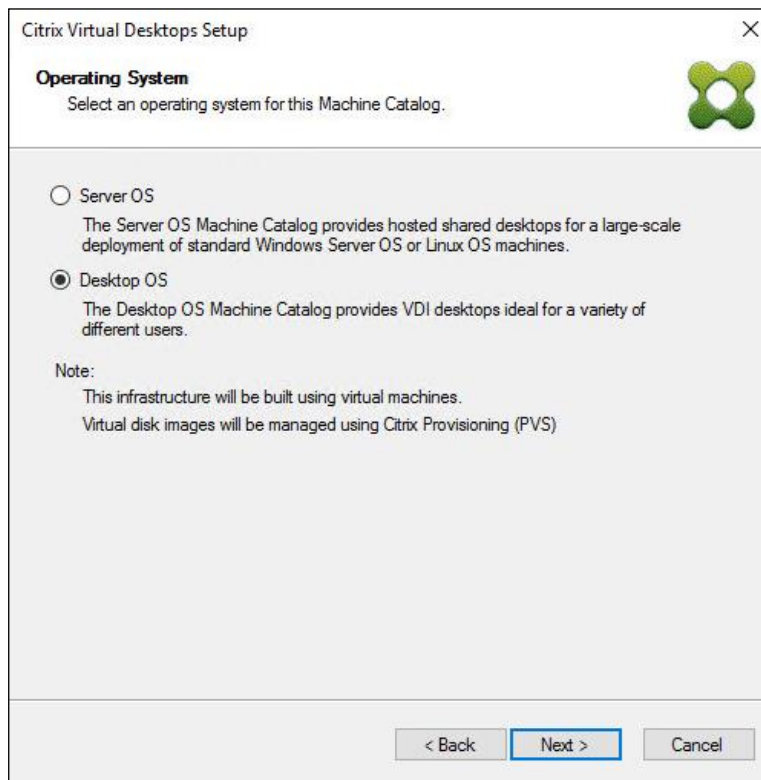 Citrix Virtual Desktops Setup
Operating System
Select an operating system for this Machine Catalog.
Server OS
The Server OS Machine Catalog provides hosted shared desktops for a large-scale
deployment of standard Windows Server OS or Linux OS machines.
Desktop OS
The Desktop OS Machine Catalog provides VDI desktops ideal for a variety of
different users.
Note:
This infrastructure will be built using virtual machines.
Virtual disk images will be managed using Citrix Provisioning (PVS)
< Back Next > Cancel